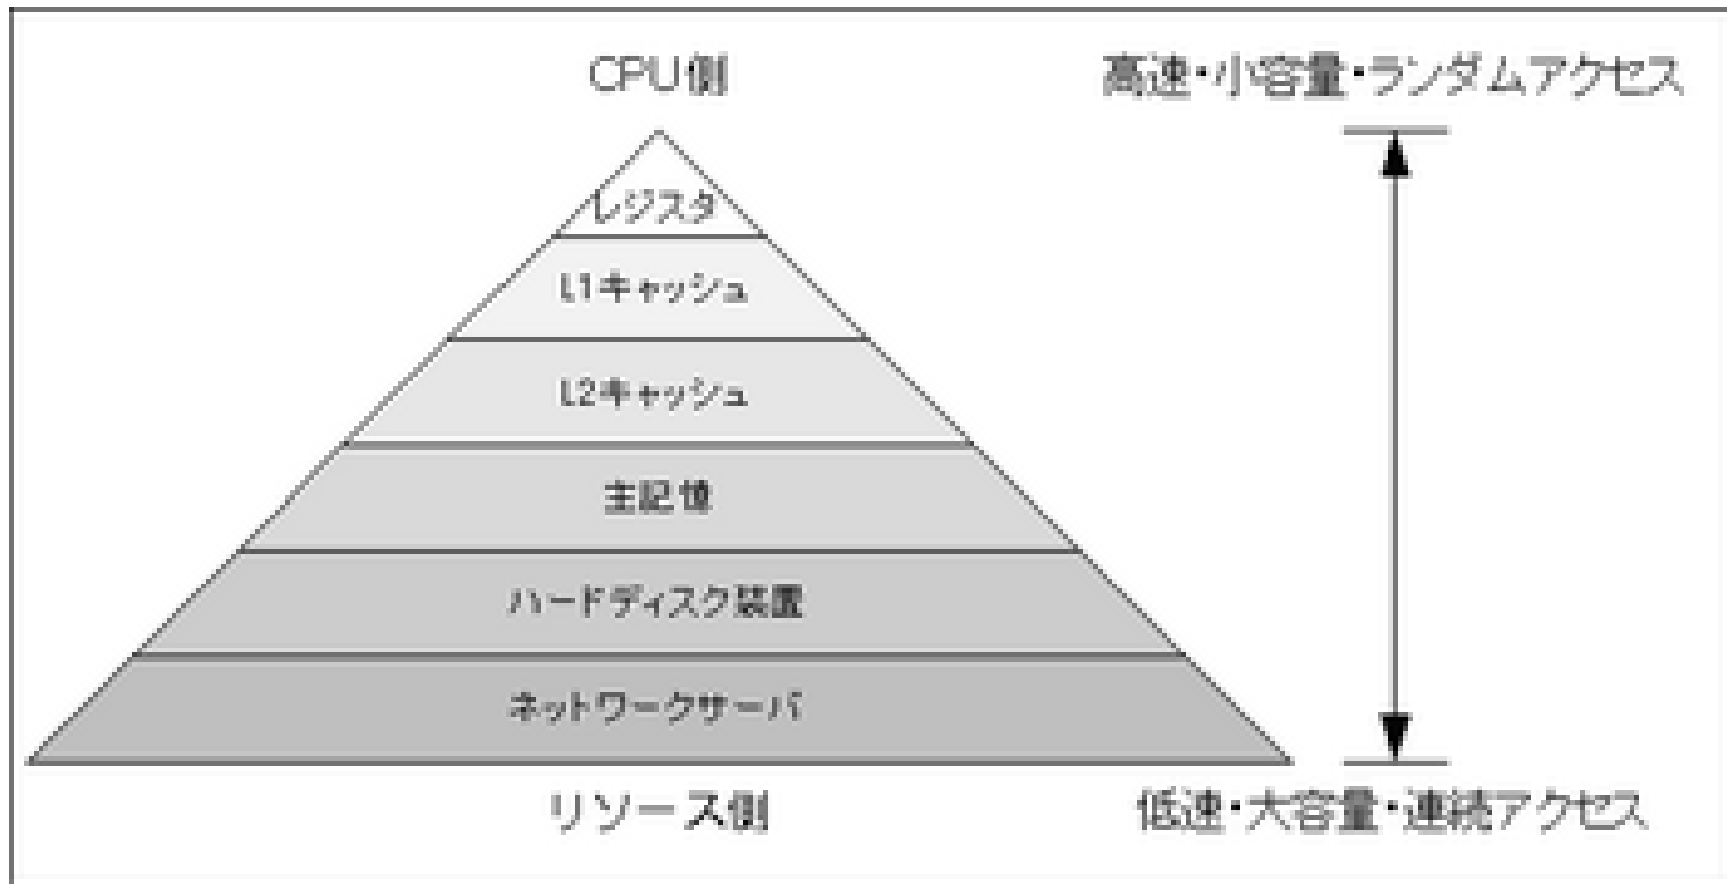 CPU側
高速・小容量・ランダムアクセス
レジスタ
L1キャッシュ
L2キャッシュ
主記憶
ハードディスク装置
ネットワークサーバ
リソース側
低速・大容量・連続アクセス